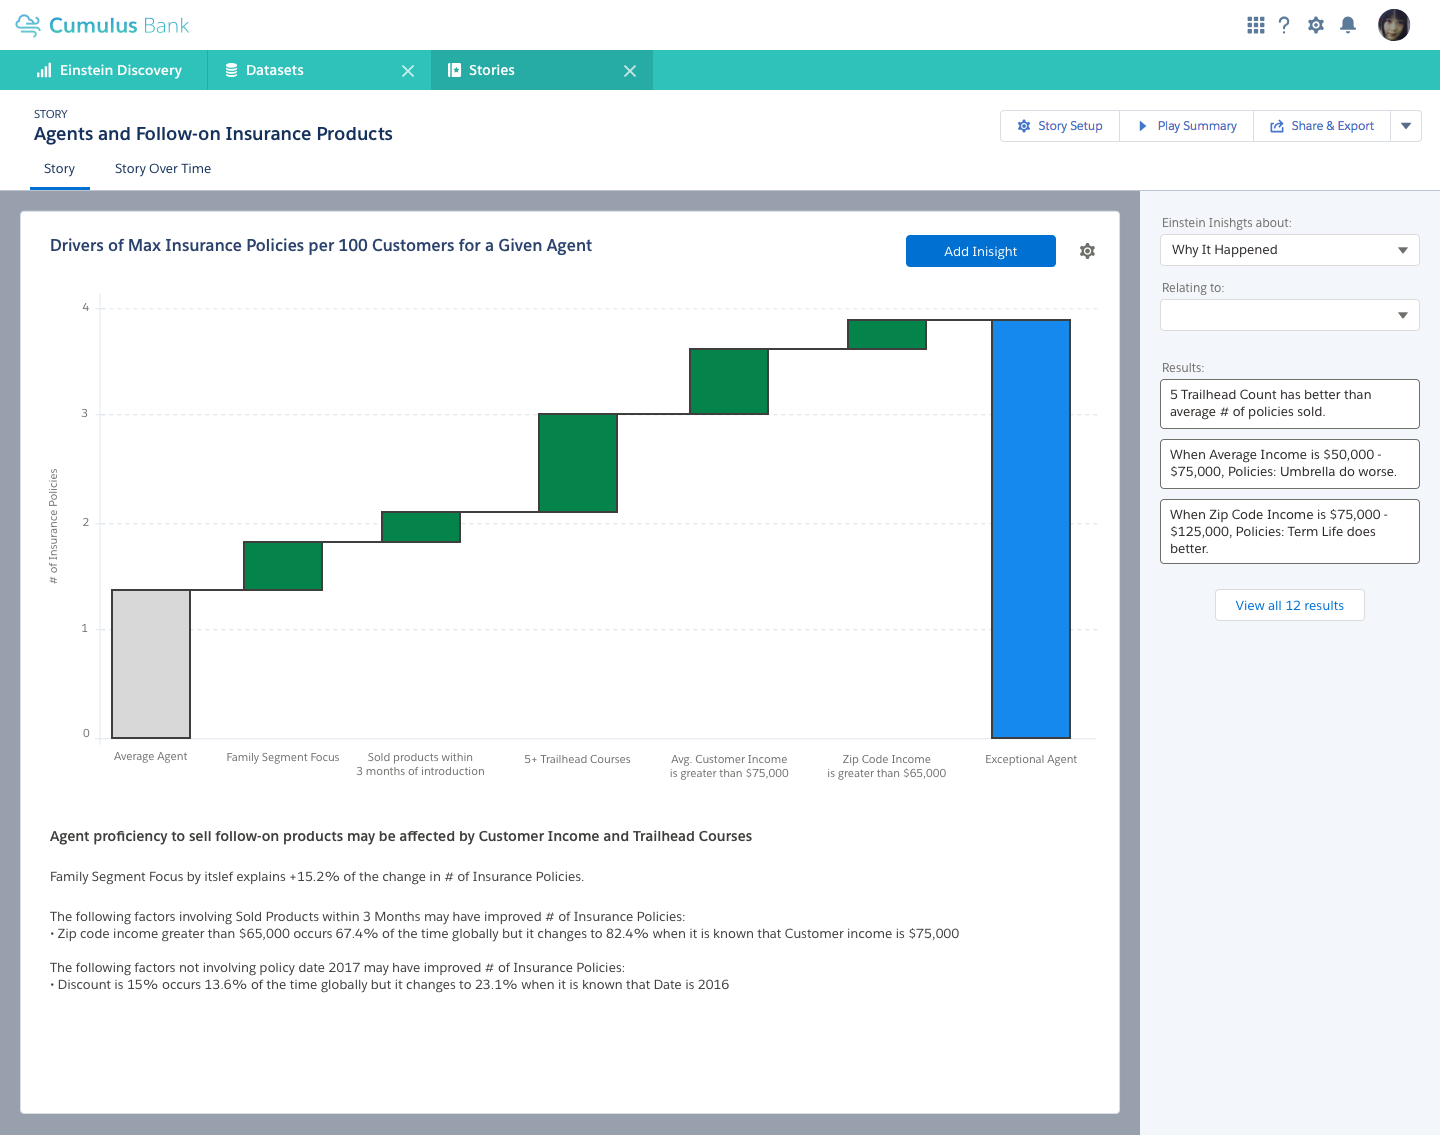 Cumulus Bank
?
Einstein Discovery
Datasets
Stories
STORY
Agents and Follow-on Insurance Products
Story Setup
Play Summary
Share & Export
Story
Story Over Time
Drivers of Max Insurance Policies per 100 Customers for a Given Agent
Add Inisight
4
3
2
1
0
# of Insurance Policies
Average Agent
Family Segment Focus
Sold products within
3 months of introduction
5+ Trailhead Courses
Avg. Customer Income
is greater than $75,000
Zip Code Income
is greater than $65,000
Exceptional Agent
Agent proficiency to sell follow-on products may be affected by Customer Income and Trailhead Courses
Family Segment Focus by itslef explains +15.2% of the change in # of Insurance Policies.
The following factors involving Sold Products within 3 Months may have improved # of Insurance Policies:
• Zip code income greater than $65,000 occurs 67.4% of the time globally but it changes to 82.4% when it is known that Customer income is $75,000
The following factors not involving policy date 2017 may have improved # of Insurance Policies:
• Discount is 15% occurs 13.6% of the time globally but it changes to 23.1% when it is known that Date is 2016
Einstein Inishgts about:
Why It Happened
Relating to:
Results:
5 Trailhead Count has better than
average # of policies sold.
When Average Income is $50,000 -
$75,000, Policies: Umbrella do worse.
When Zip Code Income is $75,000 -
$125,000, Policies: Term Life does
better.
View all 12 results